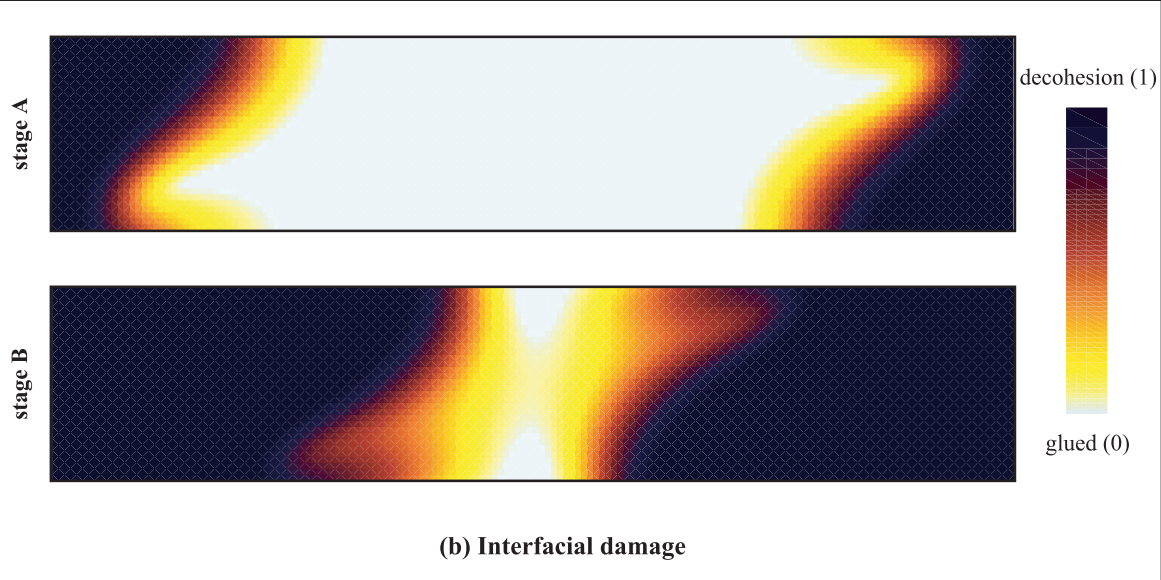 stage A
decohesion (1)
stage B
glued (0)
(b) Interfacial damage